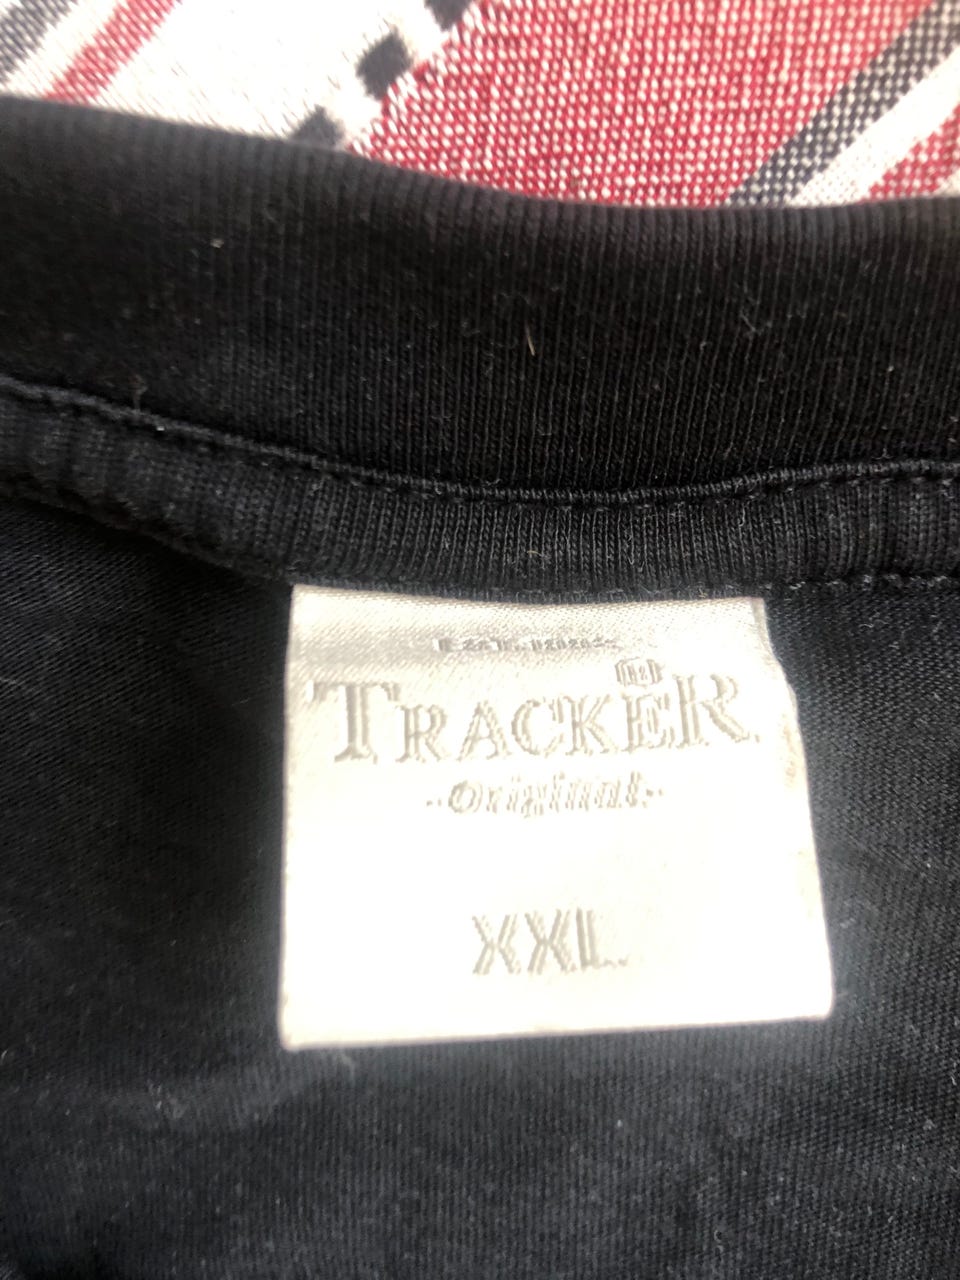 TRACKER
-Original-
XXL